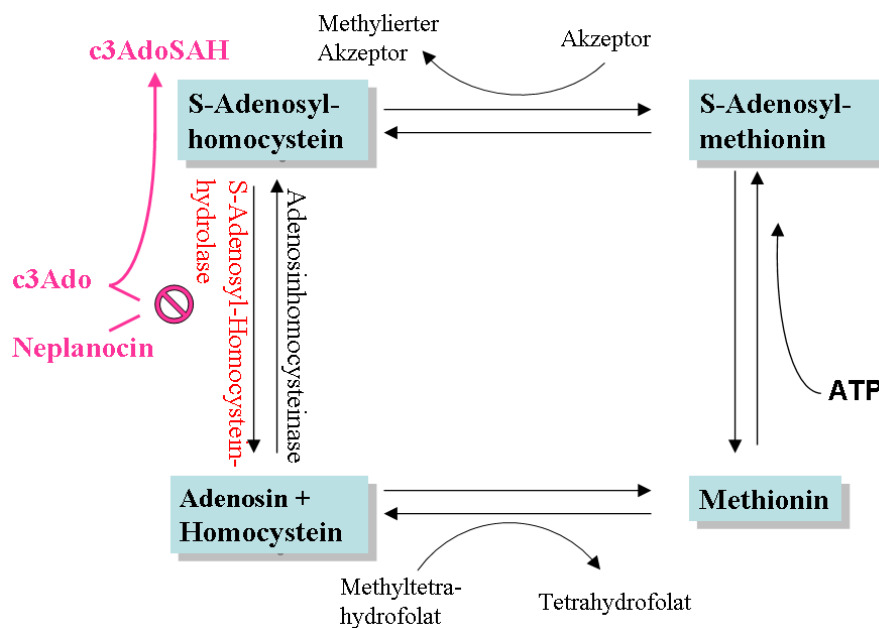 Methylierter
Akzeptor
Akzeptor
c3AdoSAH
S-Adenosyl-
homocystein
S-Adenosyl-
methionin
S-Adenosyl-Homocystein-
hydrolase
Adenosinhomocysteinase
c3Ado
Neplanocin
ATP
Adenosin +
Homocystein
Methionin
Methyltetra-
hydrofolat
Tetrahydrofolat